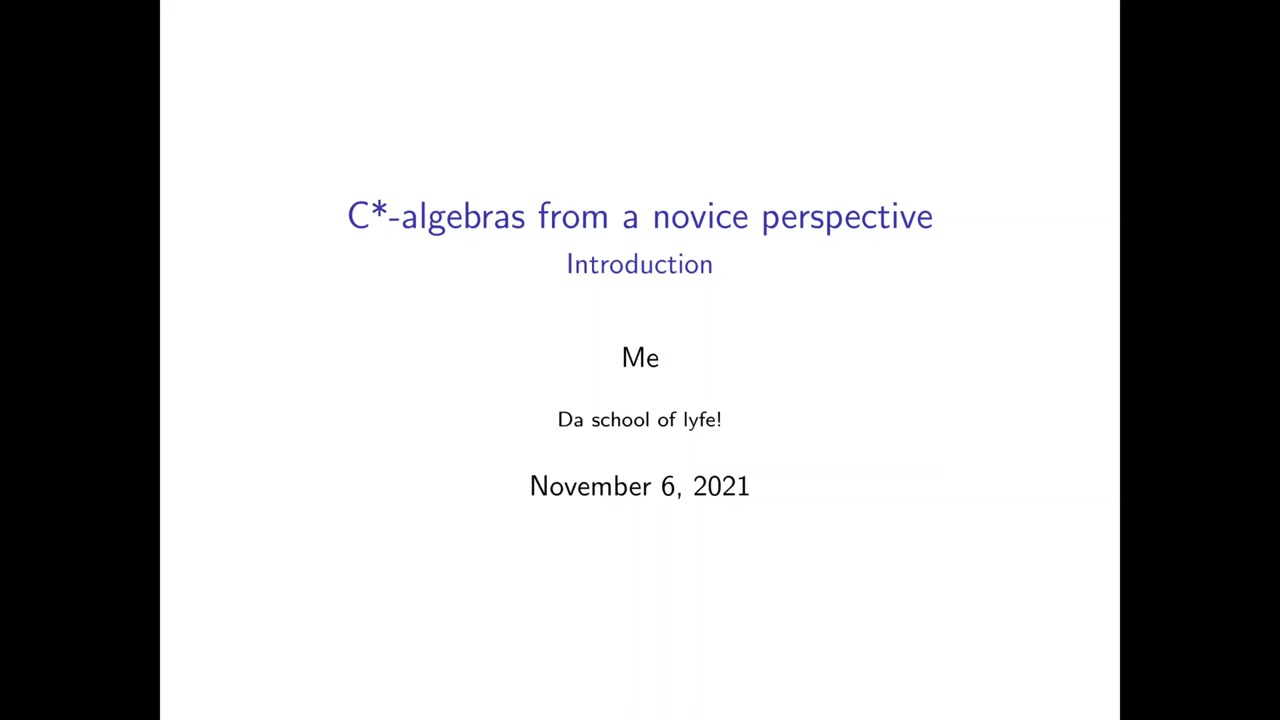 C*-algebras from a novice perspective
Introduction
Me
Da school of lyfe!
November 6, 2021